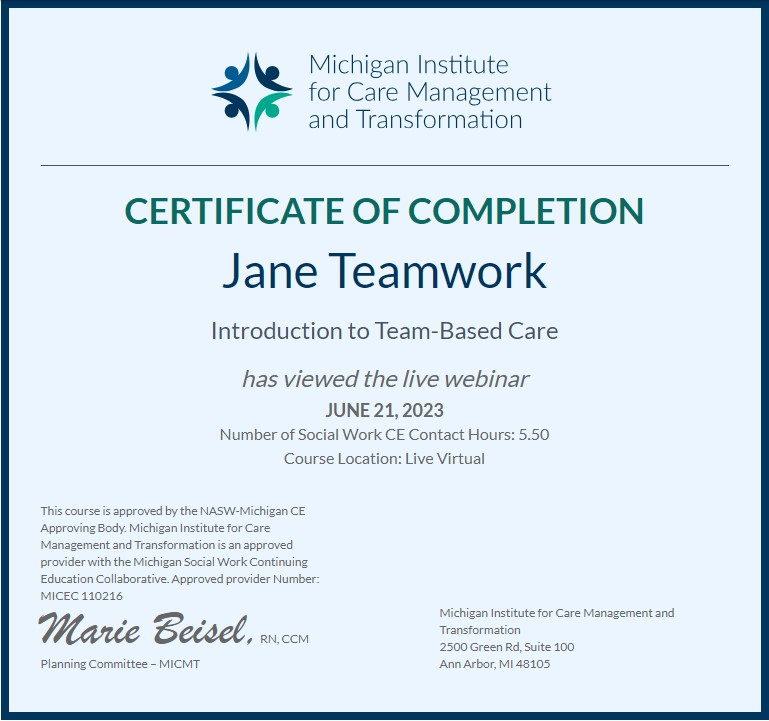 Michigan Institute
for Care Management
and Transformation
CERTIFICATE OF COMPLETION
Jane Teamwork
Introduction to Team-Based Care
has viewed the live webinar
JUNE 21, 2023
Number of Social Work CE Contact Hours: 5.50
Course Location: Live Virtual
This course is approved by the NASW-Michigan CE
Approving Body. Michigan Institute for Care
Management and Transformation is an approved
provider with the Michigan Social Work Continuing
Education Collaborative. Approved provider Number:
MICEC 110216
Marie Beisel, RN, CCM
Planning Committee – MICMT
Michigan Institute for Care Management and
Transformation
2500 Green Rd, Suite 100
Ann Arbor, MI 48105